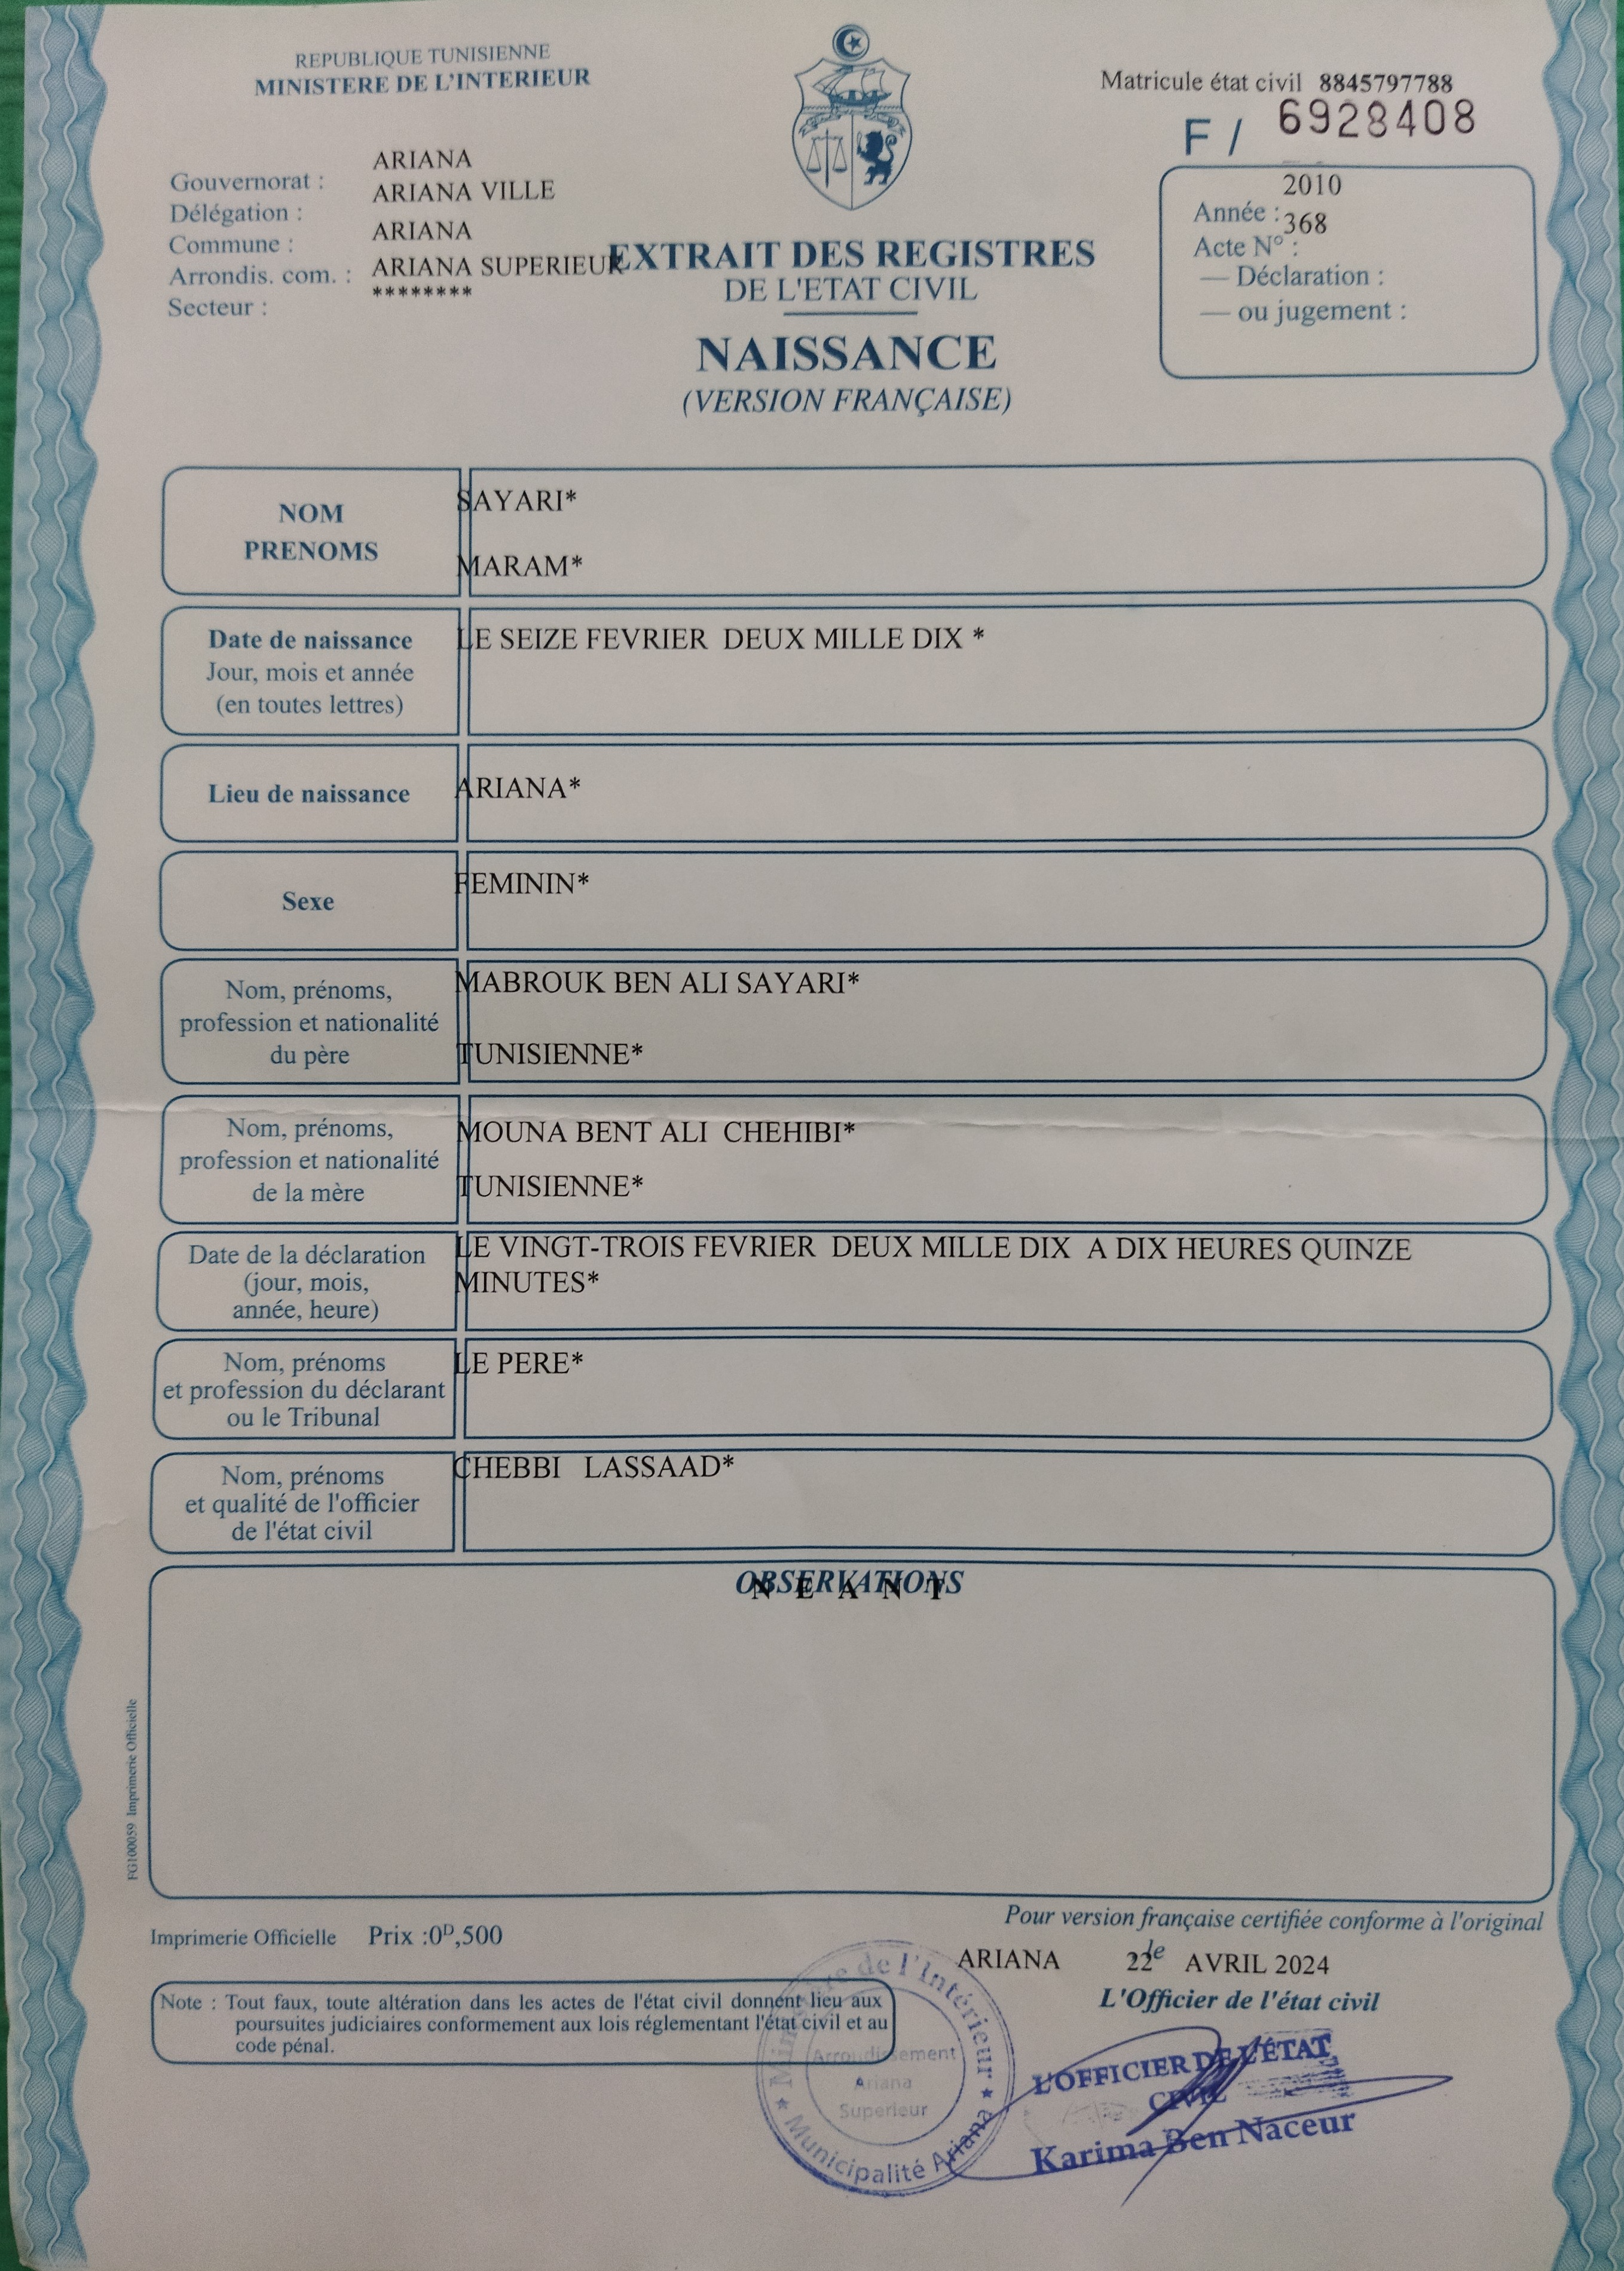 REPUBLIQUE TUNISIENNE
MINISTERE DE L'INTERIEUR
Matricule état civil 8845797788
F / 6928408
Gouvernorat : ARIANA
Délégation : ARIANA VILLE
Commune : ARIANA
Arrondis. com. : ARIANA SUPERIEUR
Secteur : ********
2010
Année :
368
Acte N° :
— Déclaration :
— ou jugement :
EXTRAIT DES REGISTRES
DE L'ETAT CIVIL
NAISSANCE
(VERSION FRANÇAISE)
NOM
PRENOMS
SAYARI*
MARAM*
Date de naissance
Jour, mois et année
(en toutes lettres)
LE SEIZE FEVRIER DEUX MILLE DIX *
Lieu de naissance
ARIANA*
Sexe
FEMININ*
Nom, prénoms,
profession et nationalité
du père
MABROUK BEN ALI SAYARI*
TUNISIENNE*
Nom, prénoms,
profession et nationalité
de la mère
MOUNA BENT ALI CHEHIBI*
TUNISIENNE*
Date de la déclaration
(jour, mois,
année, heure)
LE VINGT-TROIS FEVRIER DEUX MILLE DIX A DIX HEURES QUINZE
MINUTES*
Nom, prénoms
et profession du déclarant
ou le Tribunal
LE PERE*
Nom, prénoms
et qualité de l'officier
de l'état civil
CHEBBI LASSAAD*
OBSERVATIONS
N E A N T
FG100059 Imprimerie Officielle
Imprimerie Officielle Prix :0D,500
Pour version française certifiée conforme à l'original
ARIANA le 22 AVRIL 2024
L'Officier de l'état civil
Note : Tout faux, toute altération dans les actes de l'état civil donnent lieu aux
poursuites judiciaires conformement aux lois réglementant l'état civil et au
code pénal.
Ministère de l'Intérieur
Arrondissement
Ariana
Superieur
★ Municipalité Ariana ★
L'OFFICIER DE L'ÉTAT
CIVIL
Karima Ben Naceur